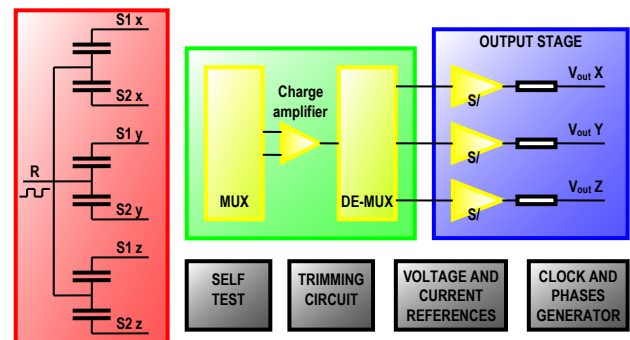 S1 x
S2 x
S1 y
R
S2 y
S1 z
S2 z
Charge
amplifier
MUX
DE-MUX
OUTPUT STAGE
S/
Vout X
S/
Vout Y
S/
Vout Z
SELF
TEST
TRIMMING
CIRCUIT
VOLTAGE AND
CURRENT
REFERENCES
CLOCK AND
PHASES
GENERATOR